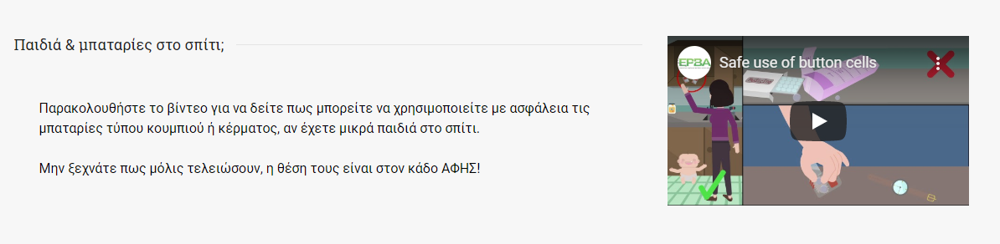 Παιδιά & μπαταρίες στο σπίτι;
Παρακολουθήστε το βίντεο για να δείτε πως μπορείτε να χρησιμοποιείτε με ασφάλεια τις
μπαταρίες τύπου κουμπιού ή κέρματος, αν έχετε μικρά παιδιά στο σπίτι.
Μην ξεχνάτε πως μόλις τελειώσουν, η θέση τους είναι στον κάδο ΑΦΗΣ!
EPBA
Safe use of button cells